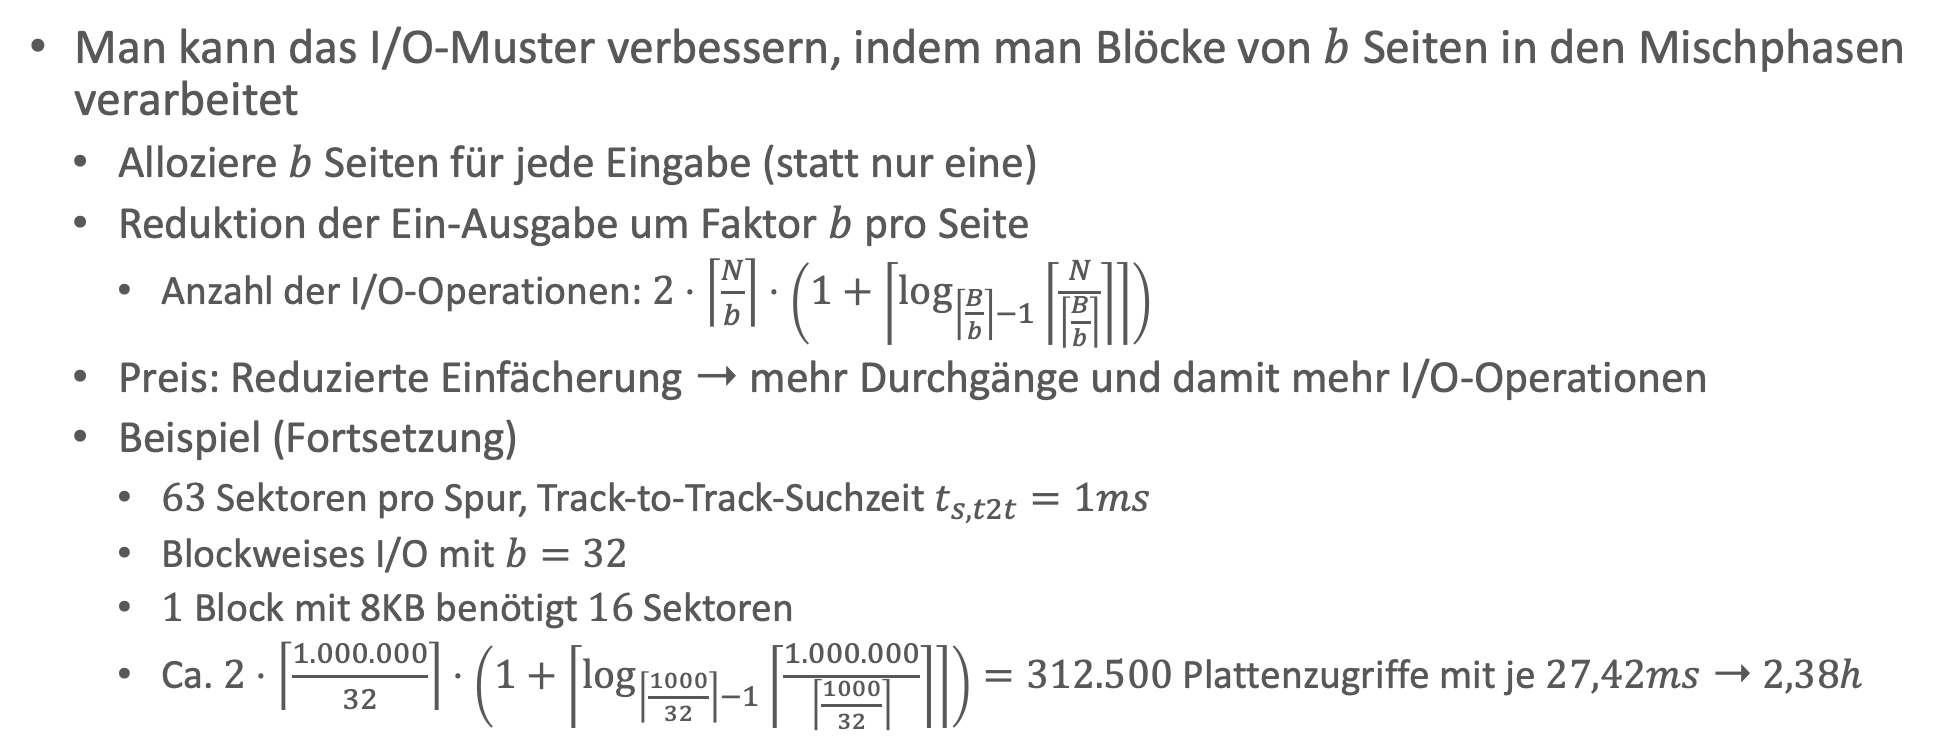 • Man kann das I/O-Muster verbessern, indem man Blöcke von b Seiten in den Mischphasen
verarbeitet
• Alloziere b Seiten für jede Eingabe (statt nur eine)
• Reduktion der Ein-Ausgabe um Faktor b pro Seite
• Anzahl der I/O-Operationen: 2 · ⌈N/b⌉ · (1 + ⌈log_{⌈B/b⌉−1} ⌈N/⌈B/b⌉⌉⌉)
• Preis: Reduzierte Einfächerung → mehr Durchgänge und damit mehr I/O-Operationen
• Beispiel (Fortsetzung)
• 63 Sektoren pro Spur, Track-to-Track-Suchzeit t_{s,t2t} = 1ms
• Blockweises I/O mit b = 32
• 1 Block mit 8KB benötigt 16 Sektoren
• Ca. 2 · ⌈1.000.000/32⌉ · (1 + ⌈log_{⌈1000/32⌉−1} ⌈1.000.000/⌈1000/32⌉⌉⌉) = 312.500 Plattenzugriffe mit je 27,42ms → 2,38h